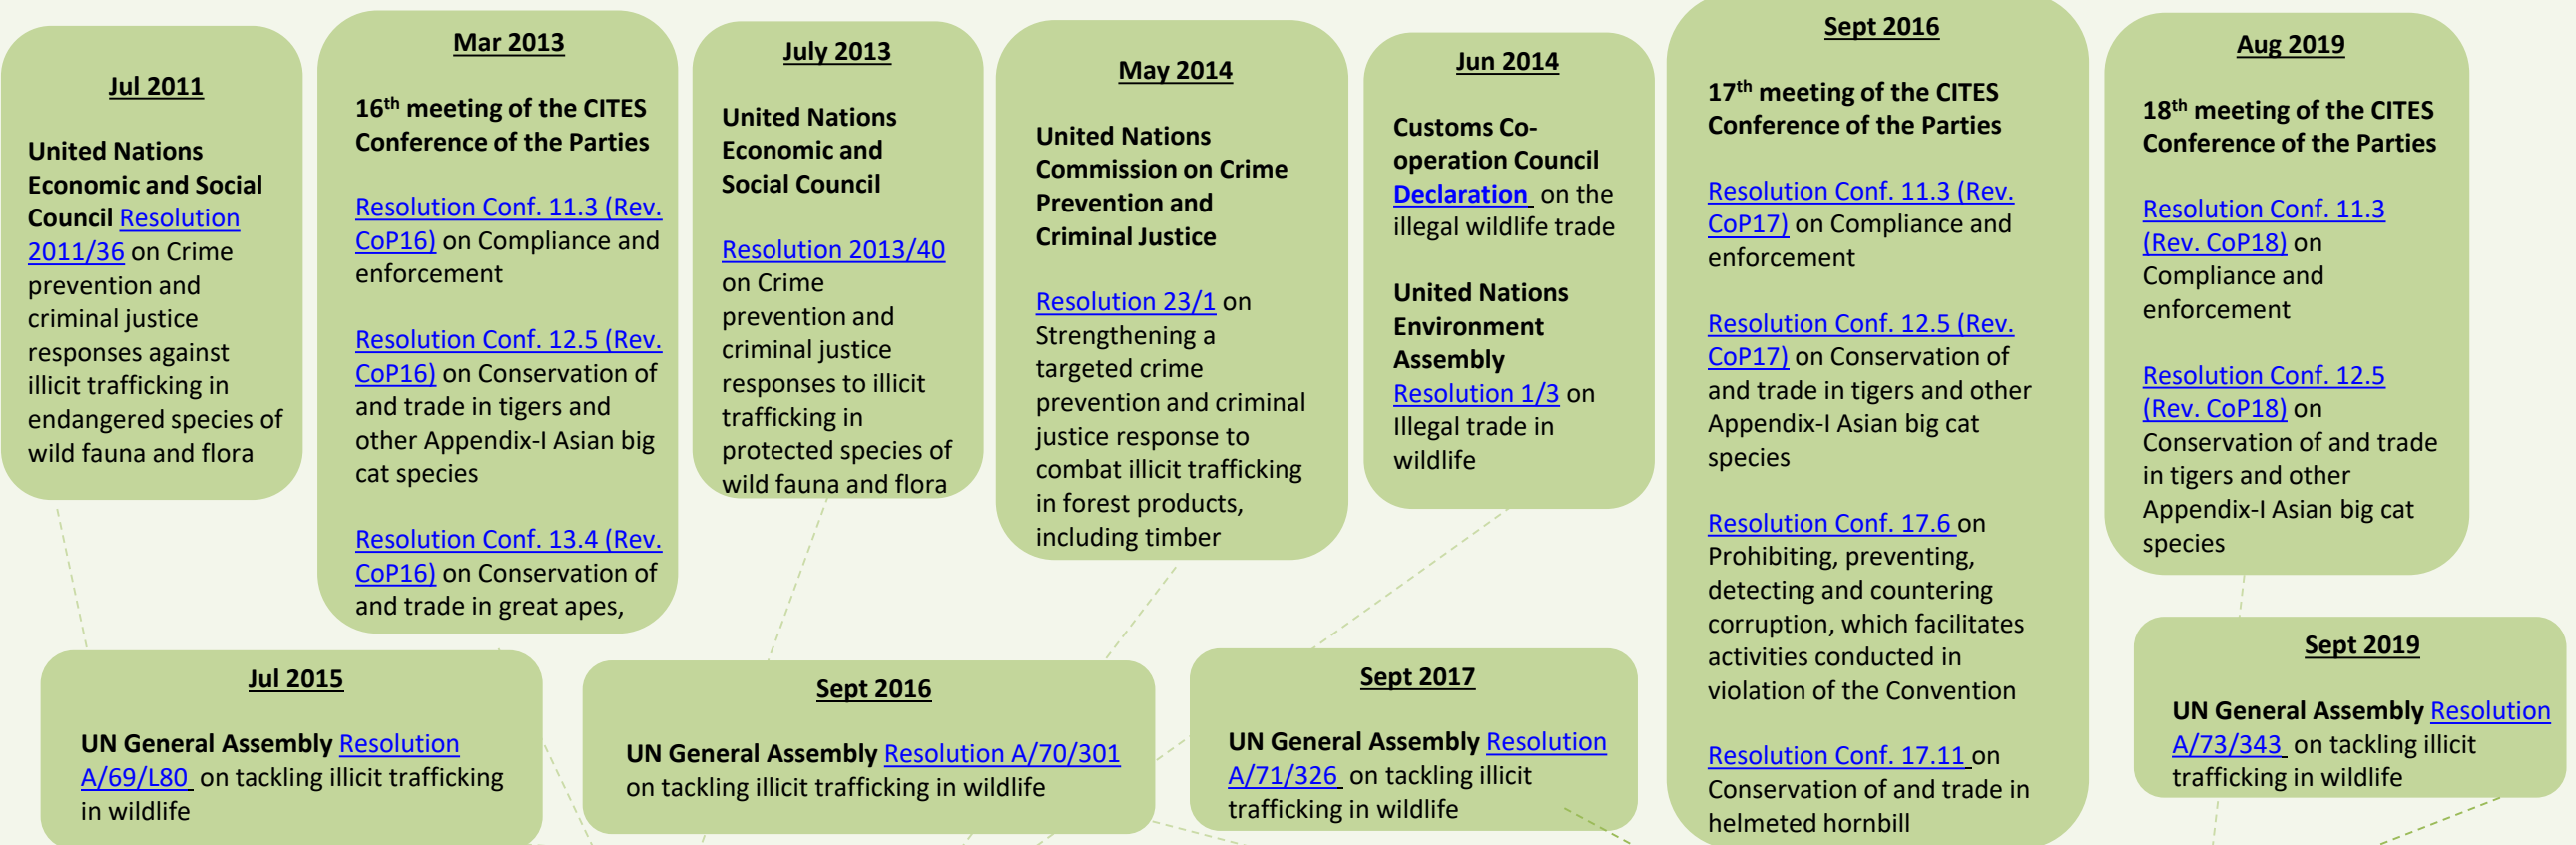 Jul 2011
United Nations
Economic and Social
Council Resolution
2011/36 on Crime
prevention and
criminal justice
responses against
illicit trafficking in
endangered species of
wild fauna and flora
Mar 2013
16th meeting of the CITES
Conference of the Parties
Resolution Conf. 11.3 (Rev.
CoP16) on Compliance and
enforcement
Resolution Conf. 12.5 (Rev.
CoP16) on Conservation of
and trade in tigers and
other Appendix-I Asian big
cat species
Resolution Conf. 13.4 (Rev.
CoP16) on Conservation of
and trade in great apes,
July 2013
United Nations
Economic and
Social Council
Resolution 2013/40
on Crime
prevention and
criminal justice
responses to illicit
trafficking in
protected species of
wild fauna and flora
May 2014
United Nations
Commission on Crime
Prevention and
Criminal Justice
Resolution 23/1 on
Strengthening a
targeted crime
prevention and criminal
justice response to
combat illicit trafficking
in forest products,
including timber
Jun 2014
Customs Co-
operation Council
Declaration on the
illegal wildlife trade
United Nations
Environment
Assembly
Resolution 1/3 on
Illegal trade in
wildlife
Sept 2016
17th meeting of the CITES
Conference of the Parties
Resolution Conf. 11.3 (Rev.
CoP17) on Compliance and
enforcement
Resolution Conf. 12.5 (Rev.
CoP17) on Conservation of
and trade in tigers and other
Appendix-I Asian big cat
species
Resolution Conf. 17.6 on
Prohibiting, preventing,
detecting and countering
corruption, which facilitates
activities conducted in
violation of the Convention
Resolution Conf. 17.11 on
Conservation of and trade in
helmeted hornbill
Aug 2019
18th meeting of the CITES
Conference of the Parties
Resolution Conf. 11.3
(Rev. CoP18) on
Compliance and
enforcement
Resolution Conf. 12.5
(Rev. CoP18) on
Conservation of and trade
in tigers and other
Appendix-I Asian big cat
species
Jul 2015
UN General Assembly Resolution
A/69/L80 on tackling illicit trafficking
in wildlife
Sept 2016
UN General Assembly Resolution A/70/301
on tackling illicit trafficking in wildlife
Sept 2017
UN General Assembly Resolution
A/71/326 on tackling illicit
trafficking in wildlife
Sept 2019
UN General Assembly Resolution
A/73/343 on tackling illicit
trafficking in wildlife